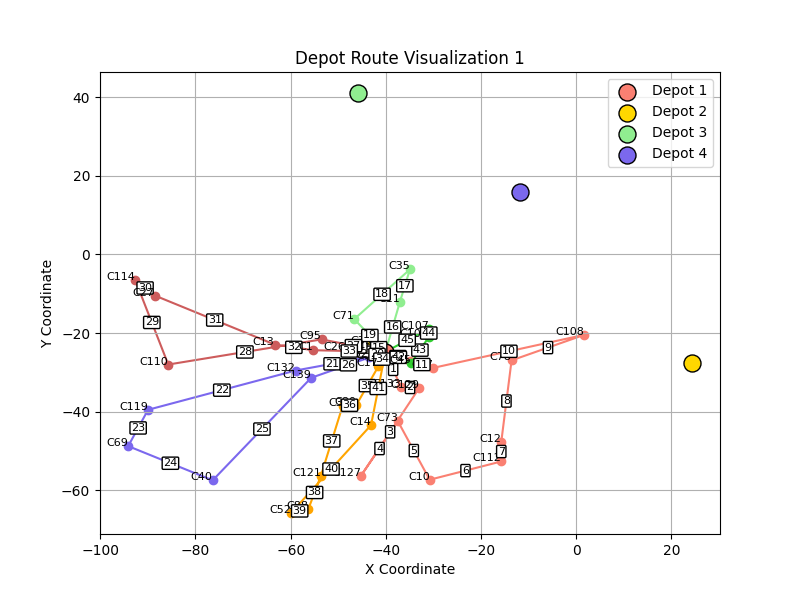 Depot Route Visualization 1
Depot 1
Depot 2
Depot 3
Depot 4
Y Coordinate
40
20
0
−20
−40
−60
C114
30
29
31
C110
28
C13
32
C95
33
C35
17
18
C71
16
19
C107
44
45
43
11
1
C108
9
10
8
C12
7
C112
6
C10
5
C73
3
4
C127
C132
21
26
C139
22
C119
23
C69
24
C40
25
34
41
36
C14
37
40
C121
38
C52
39
−100
−80
−60
−40
−20
0
20
X Coordinate